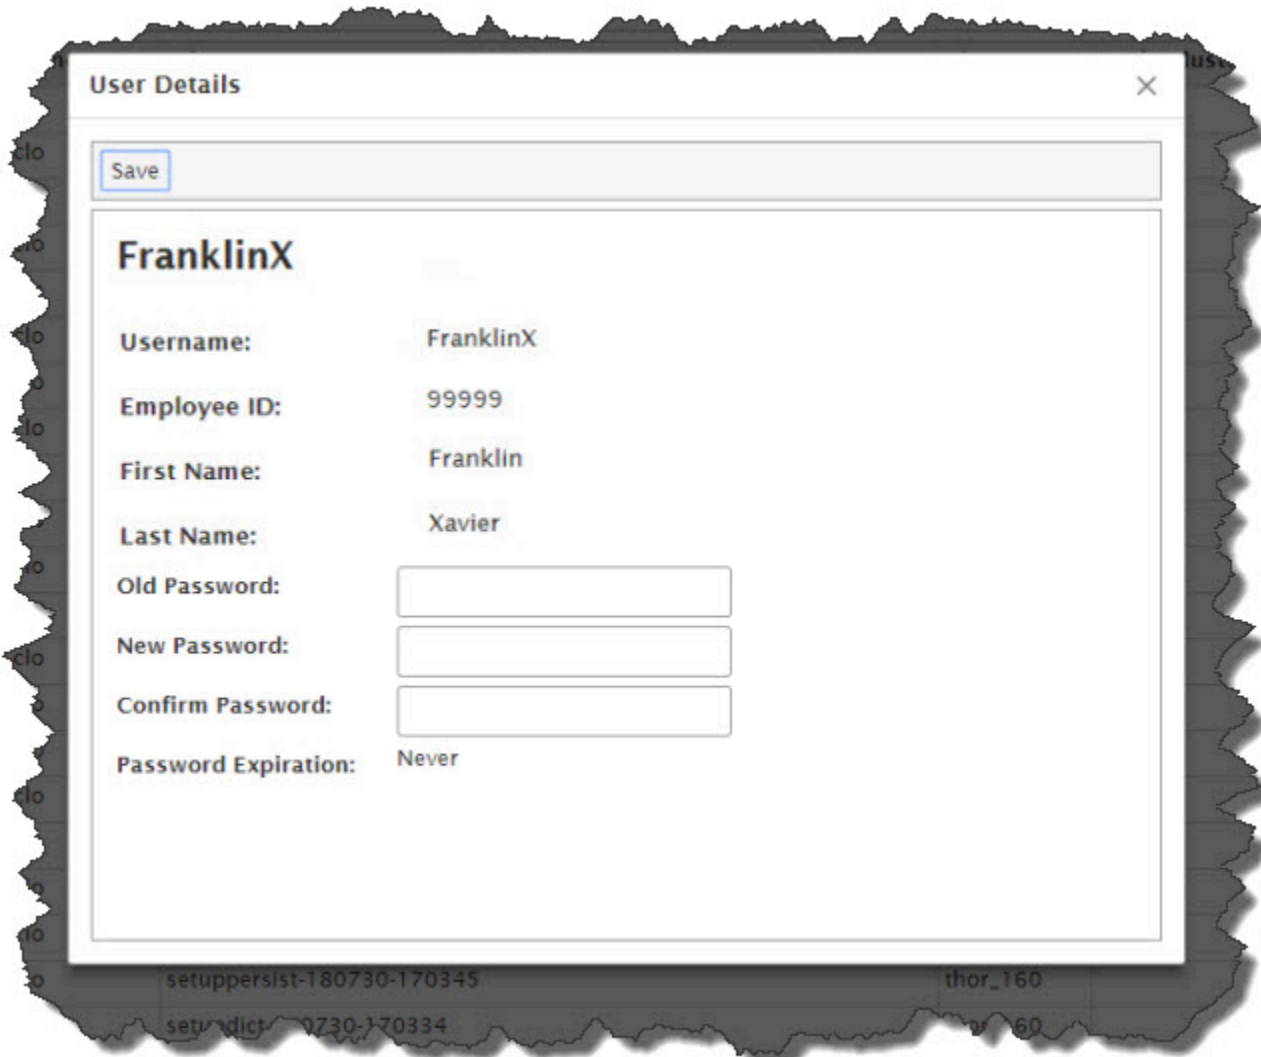 User Details
Save
FranklinX
Username: FranklinX
Employee ID: 99999
First Name: Franklin
Last Name: Xavier
Old Password:
New Password:
Confirm Password:
Password Expiration: Never
setuppersist-180730-170345 thor_160